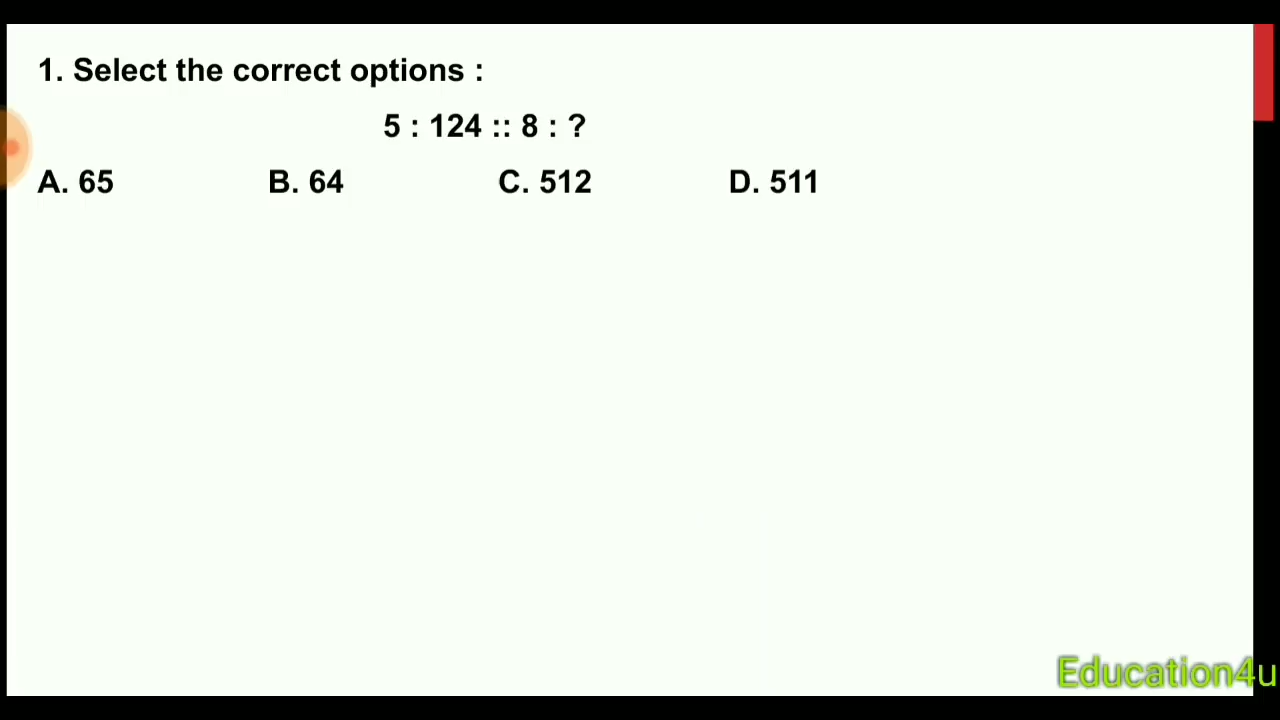 1. Select the correct options :
5 : 124 :: 8 : ?
A. 65 B. 64 C. 512 D. 511
Education4u